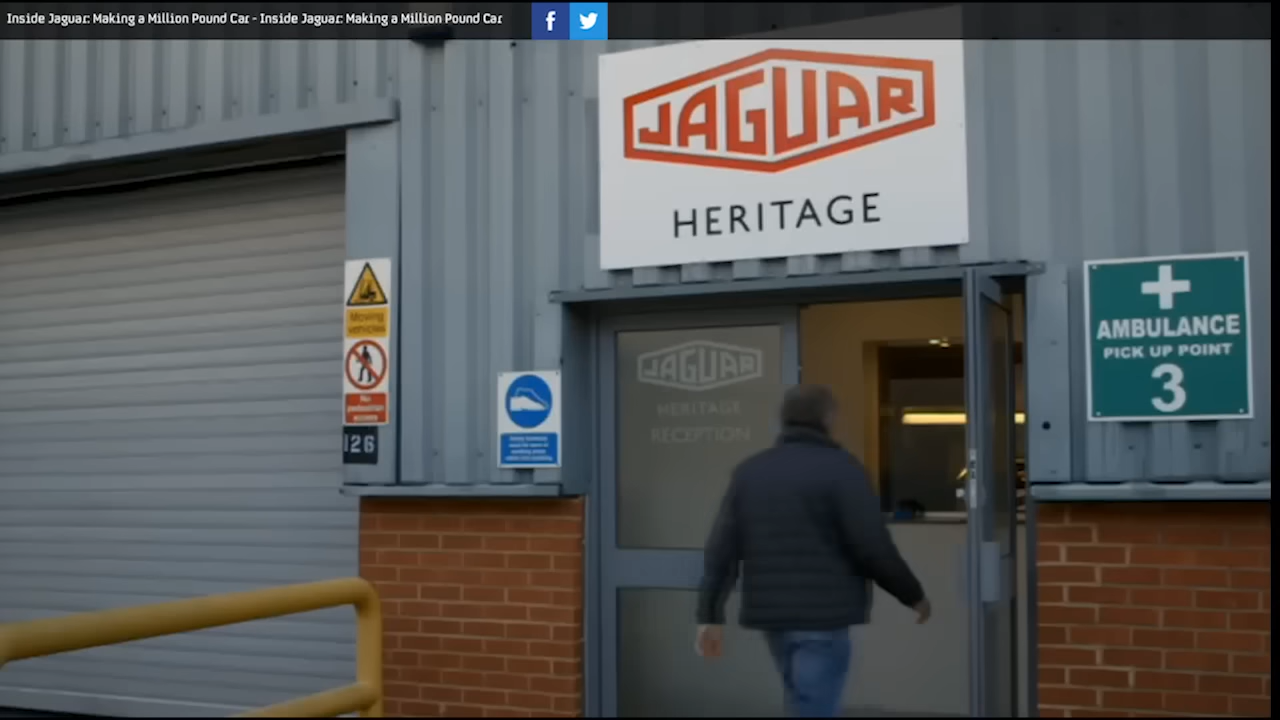 Inside Jaguar: Making a Million Pound Car - Inside Jaguar: Making a Million Pound Car
JAGUAR
HERITAGE
Moving
vehicles
No
pedestrian
access
126
JAGUAR
HERITAGE
RECEPTION
AMBULANCE
PICK UP POINT
3